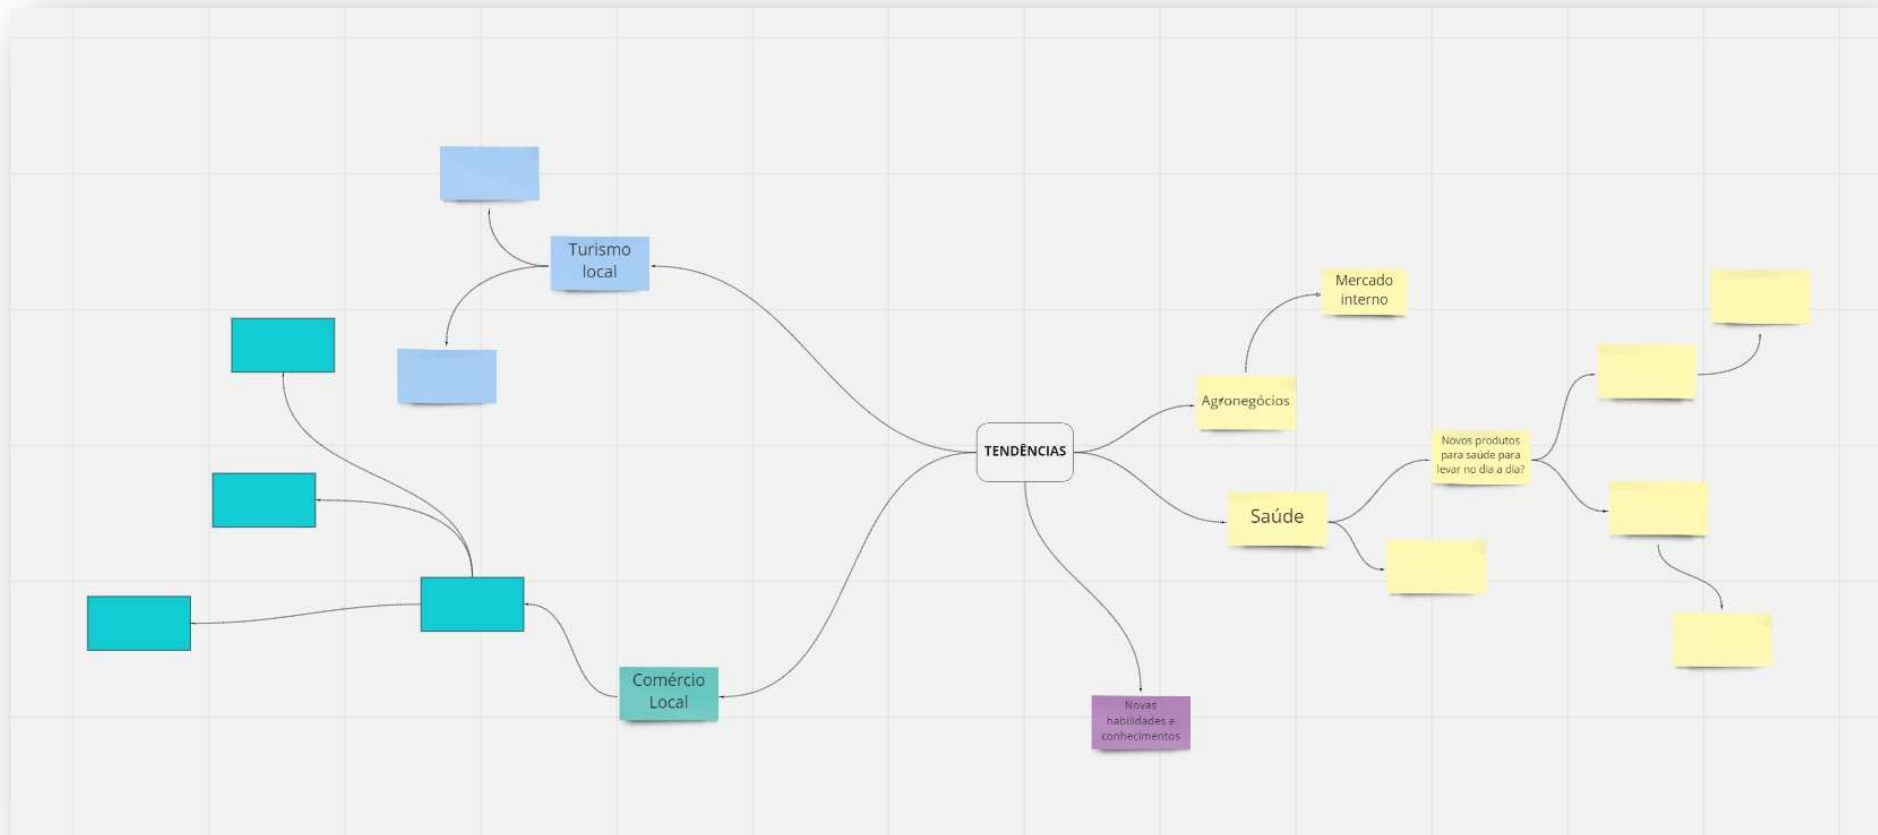 Turismo
local
Mercado
interno
Agronegócios
TENDÊNCIAS
Novos produtos
para saúde para
levar no dia a dia?
Saúde
Comércio
Local
Novas
habilidades e
conhecimentos